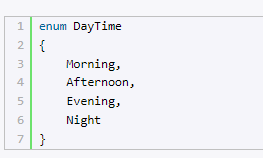 1 enum DayTime
2 {
3     Morning,
4     Afternoon,
5     Evening,
6     Night
7 }